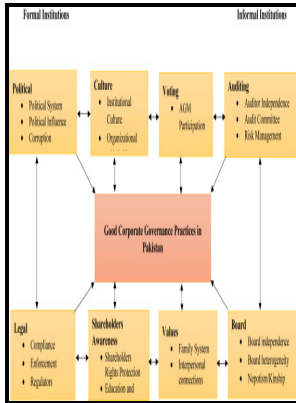 Formal Institutions
Informal Institutions
Political
• Political System
• Political Influence
• Corruption
Culture
• Institutional
Culture
• Organizational
Voting
• AGM
Participation
Auditing
• Auditor Independence
• Audit Committee
• Risk Management
Good Corporate Governance Practices in
Pakistan
Legal
• Compliance
• Enforcement
• Regulators
Shareholders
Awareness
• Shareholders
Rights Protection
• Education and
Values
• Family System
• Interpersonal
connections
Board
• Board independence
• Board heterogeneity
• Nepotism/Kinship